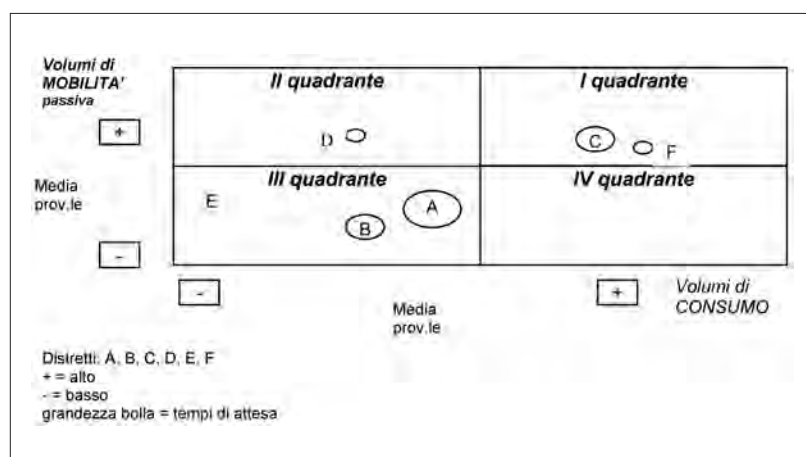 Volumi di
MOBILITA'
passiva
II quadrante
I quadrante
+
D
C
F
Media
prov.le
III quadrante
IV quadrante
E
A
B
-
-
Media
prov.le
+
Volumi di
CONSUMO
Distretti: A, B, C, D, E, F
+ = alto
- = basso
grandezza bolla = tempi di attesa